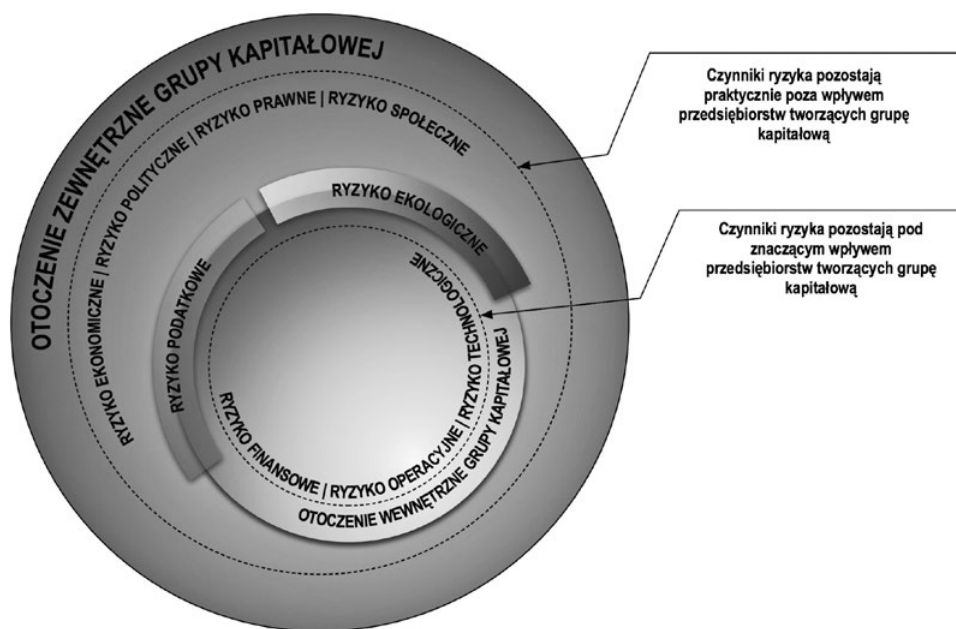 OTOCZENIE ZEWNĘTRZNE GRUPY KAPITAŁOWEJ
RYZYKO EKONOMICZNE | RYZYKO POLITYCZNE | RYZYKO PRAWNE | RYZYKO SPOŁECZNE
RYZYKO PODATKOWE
RYZYKO EKOLOGICZNE
RYZYKO FINANSOWE | RYZYKO OPERACYJNE | RYZYKO TECHNOLOGICZNE
OTOCZENIE WEWNĘTRZNE GRUPY KAPITAŁOWEJ
Czynniki ryzyka pozostają
praktycznie poza wpływem
przedsiębiorstw tworzących grupę
kapitałową
Czynniki ryzyka pozostają pod
znaczącym wpływem
przedsiębiorstw tworzących grupę
kapitałową